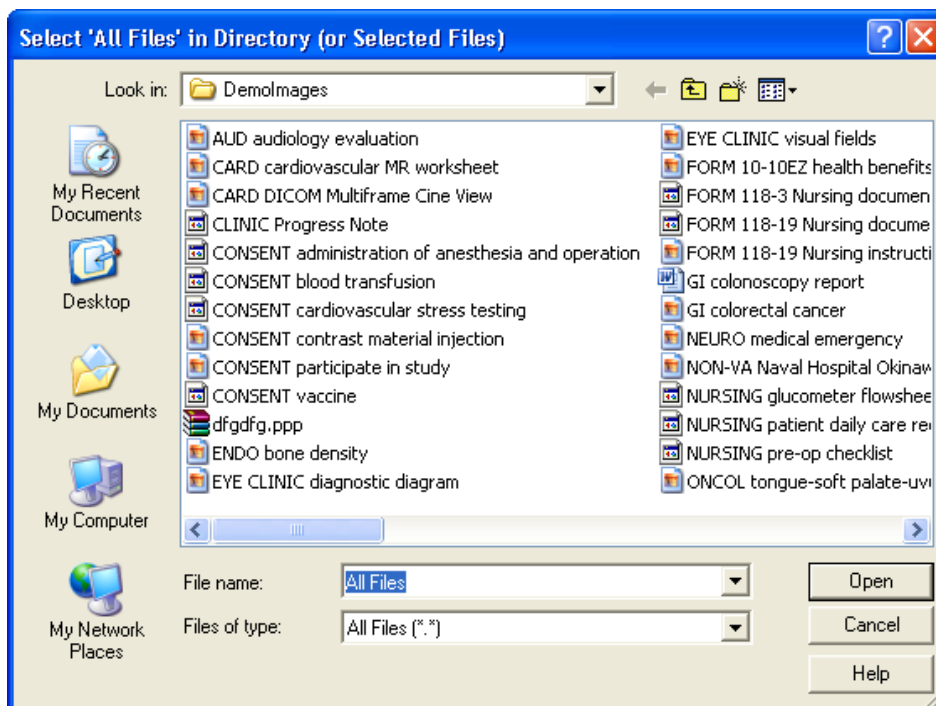 Select 'All Files' in Directory (or Selected Files)
Look in: DemoImages
My Recent
Documents
Desktop
My Documents
My Computer
My Network
Places
AUD audiology evaluation
CARD cardiovascular MR worksheet
CARD DICOM Multiframe Cine View
CLINIC Progress Note
CONSENT administration of anesthesia and operation
CONSENT blood transfusion
CONSENT cardiovascular stress testing
CONSENT contrast material injection
CONSENT participate in study
CONSENT vaccine
dfgdfg.ppp
ENDO bone density
EYE CLINIC diagnostic diagram
EYE CLINIC visual fields
FORM 10-10EZ health benefits
FORM 118-3 Nursing documen
FORM 118-19 Nursing docume
FORM 118-19 Nursing instructi
GI colonoscopy report
GI colorectal cancer
NEURO medical emergency
NON-VA Naval Hospital Okinaw
NURSING glucometer flowshee
NURSING patient daily care re
NURSING pre-op checklist
ONCOL tongue-soft palate-uv
File name: All Files Open
Files of type: All Files (*.*) Cancel
Help